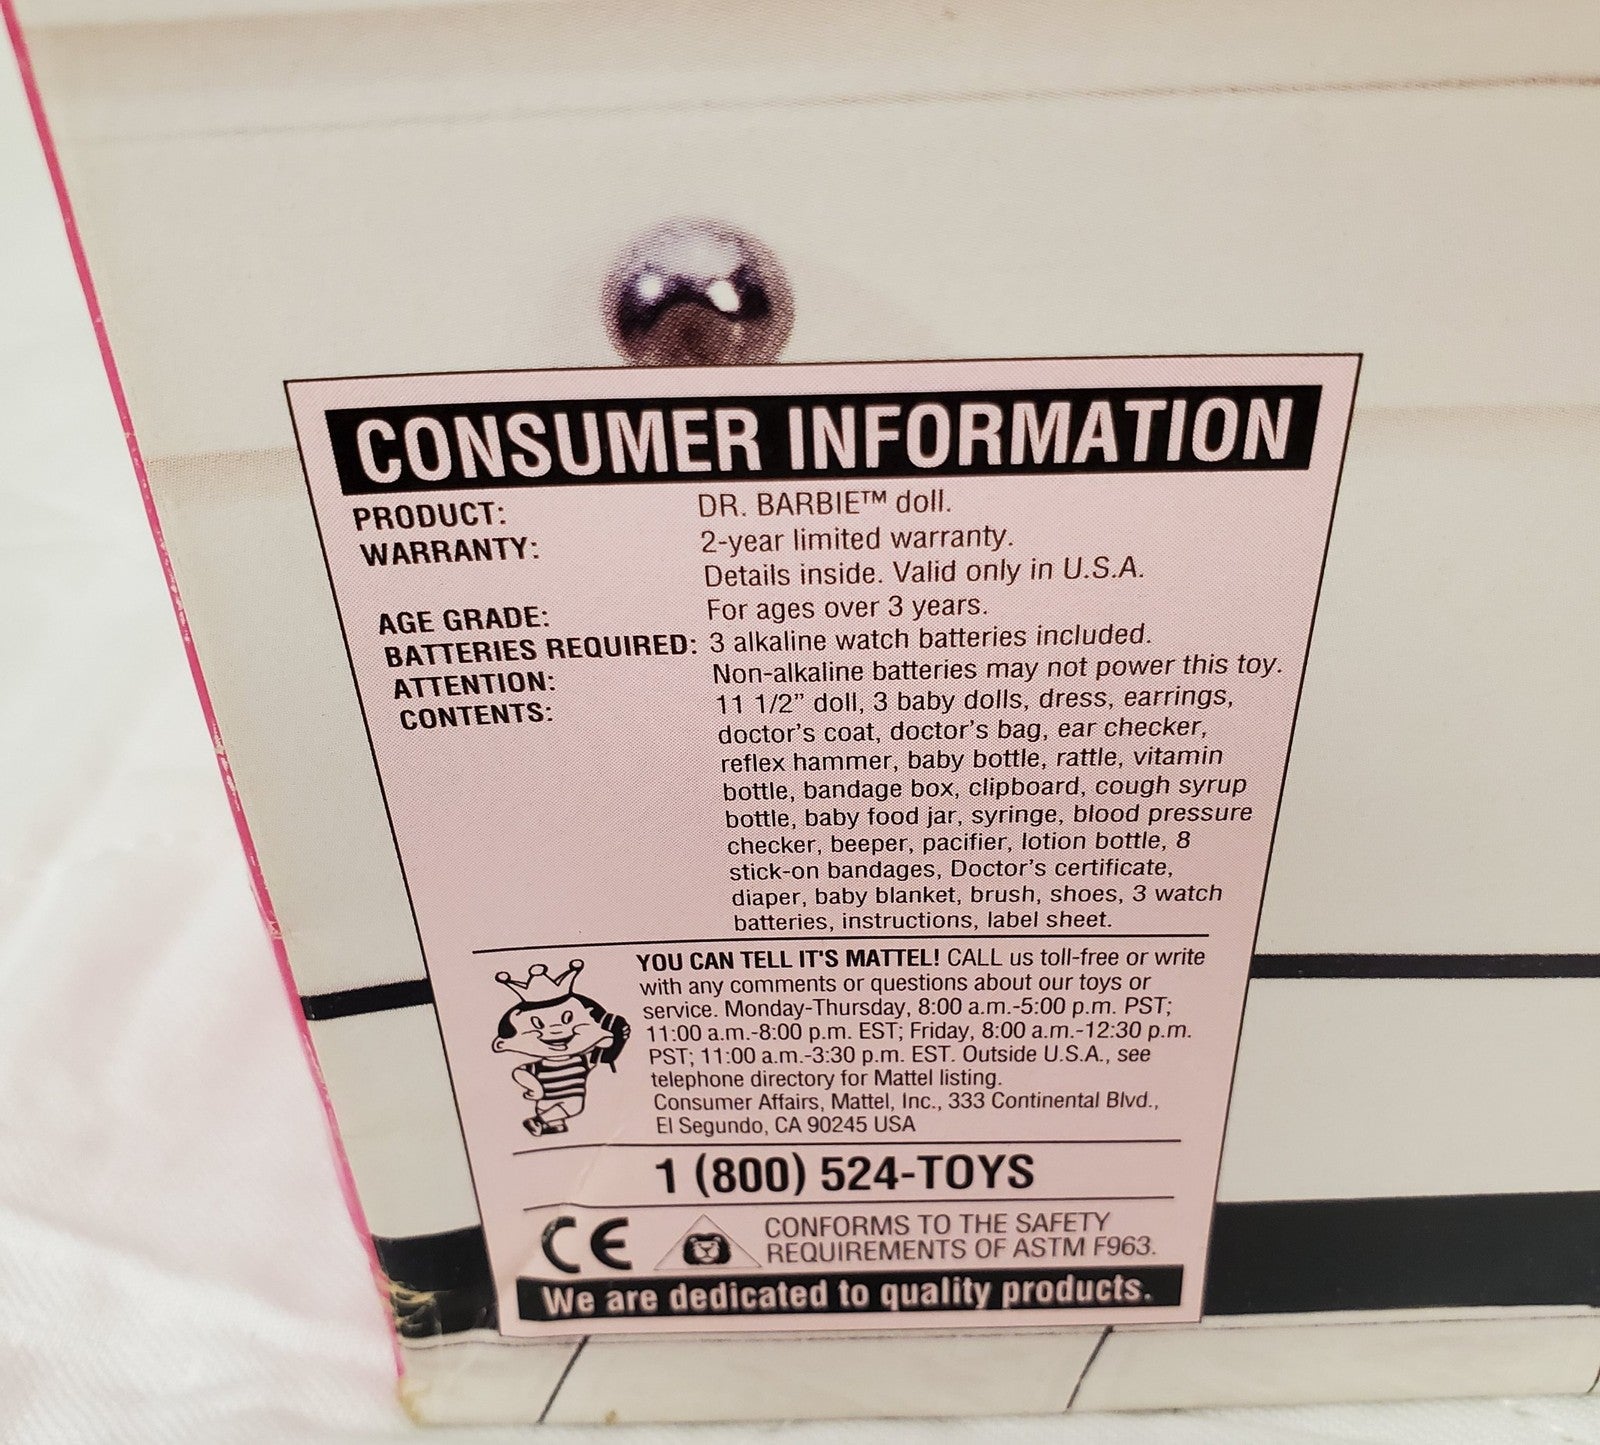 CONSUMER INFORMATION
PRODUCT: DR. BARBIE™ doll.
WARRANTY: 2-year limited warranty.
Details inside. Valid only in U.S.A.
AGE GRADE: For ages over 3 years.
BATTERIES REQUIRED: 3 alkaline watch batteries included.
ATTENTION: Non-alkaline batteries may not power this toy.
CONTENTS: 11 1/2” doll, 3 baby dolls, dress, earrings,
doctor’s coat, doctor’s bag, ear checker,
reflex hammer, baby bottle, rattle, vitamin
bottle, bandage box, clipboard, cough syrup
bottle, baby food jar, syringe, blood pressure
checker, beeper, pacifier, lotion bottle, 8
stick-on bandages, Doctor’s certificate,
diaper, baby blanket, brush, shoes, 3 watch
batteries, instructions, label sheet.
YOU CAN TELL IT'S MATTEL! CALL us toll-free or write
with any comments or questions about our toys or
service. Monday-Thursday, 8:00 a.m.-5:00 p.m. PST;
11:00 a.m.-8:00 p.m. EST; Friday, 8:00 a.m.-12:30 p.m.
PST; 11:00 a.m.-3:30 p.m. EST. Outside U.S.A., see
telephone directory for Mattel listing.
Consumer Affairs, Mattel, Inc., 333 Continental Blvd.,
El Segundo, CA 90245 USA
1 (800) 524-TOYS
CE CONFORMS TO THE SAFETY
REQUIREMENTS OF ASTM F963.
We are dedicated to quality products.